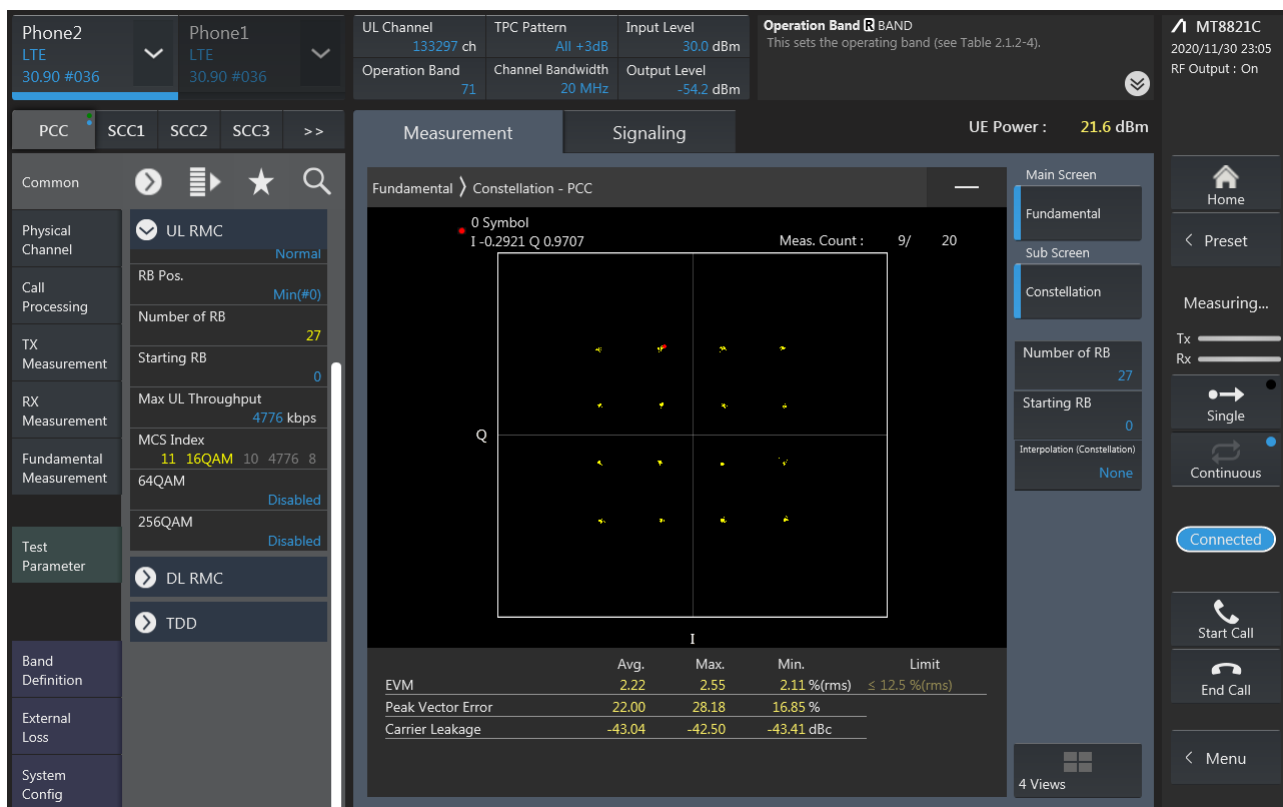 Phone2
LTE
30.90 #036
Phone1
LTE
30.90 #036
UL Channel
133297 ch
TPC Pattern
All +3dB
Input Level
30.0 dBm
Operation Band
71
Channel Bandwidth
20 MHz
Output Level
-54.2 dBm
Operation Band R BAND
This sets the operating band (see Table 2.1.2-4).
MT8821C
2020/11/30 23:05
RF Output : On
PCC
SCC1
SCC2
SCC3
>>
Measurement
Signaling
UE Power : 21.6 dBm
Common
Physical
Channel
Call
Processing
TX
Measurement
RX
Measurement
Fundamental
Measurement
Test
Parameter
Band
Definition
External
Loss
System
Config
UL RMC
Normal
RB Pos.
Min(#0)
Number of RB
27
Starting RB
0
Max UL Throughput
4776 kbps
MCS Index
11 16QAM 10 4776 8
64QAM
Disabled
256QAM
Disabled
DL RMC
TDD
Fundamental 〉 Constellation - PCC
0 Symbol
I -0.2921 Q 0.9707
Meas. Count : 9/ 20
Q
I
Avg. Max. Min. Limit
EVM 2.22 2.55 2.11 %(rms) ≤ 12.5 %(rms)
Peak Vector Error 22.00 28.18 16.85 %
Carrier Leakage -43.04 -42.50 -43.41 dBc
Main Screen
Fundamental
Sub Screen
Constellation
Number of RB
27
Starting RB
0
Interpolation (Constellation)
None
4 Views
Home
< Preset
Measuring...
Tx
Rx
Single
Continuous
Connected
Start Call
End Call
< Menu